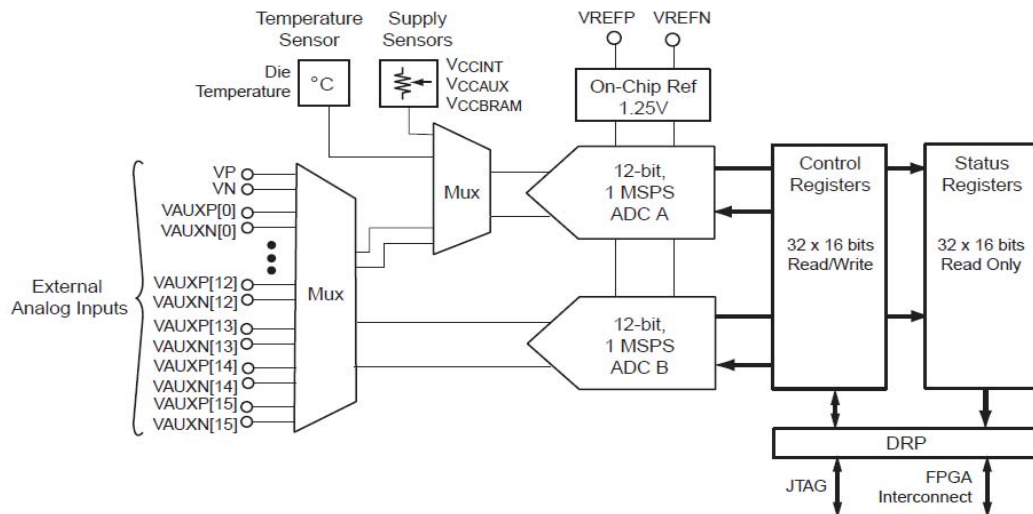 Temperature
Sensor
Supply
Sensors
VREFP
VREFN
Die
Temperature
°C
VCCINT
VCCAUX
VCCBRAM
On-Chip Ref
1.25V
VP
VN
VAUXP[0]
VAUXN[0]
VAUXP[12]
VAUXN[12]
VAUXP[13]
VAUXN[13]
VAUXP[14]
VAUXN[14]
VAUXP[15]
VAUXN[15]
External
Analog Inputs
Mux
Mux
12-bit,
1 MSPS
ADC A
12-bit,
1 MSPS
ADC B
Control
Registers
32 x 16 bits
Read/Write
Status
Registers
32 x 16 bits
Read Only
DRP
JTAG
FPGA
Interconnect